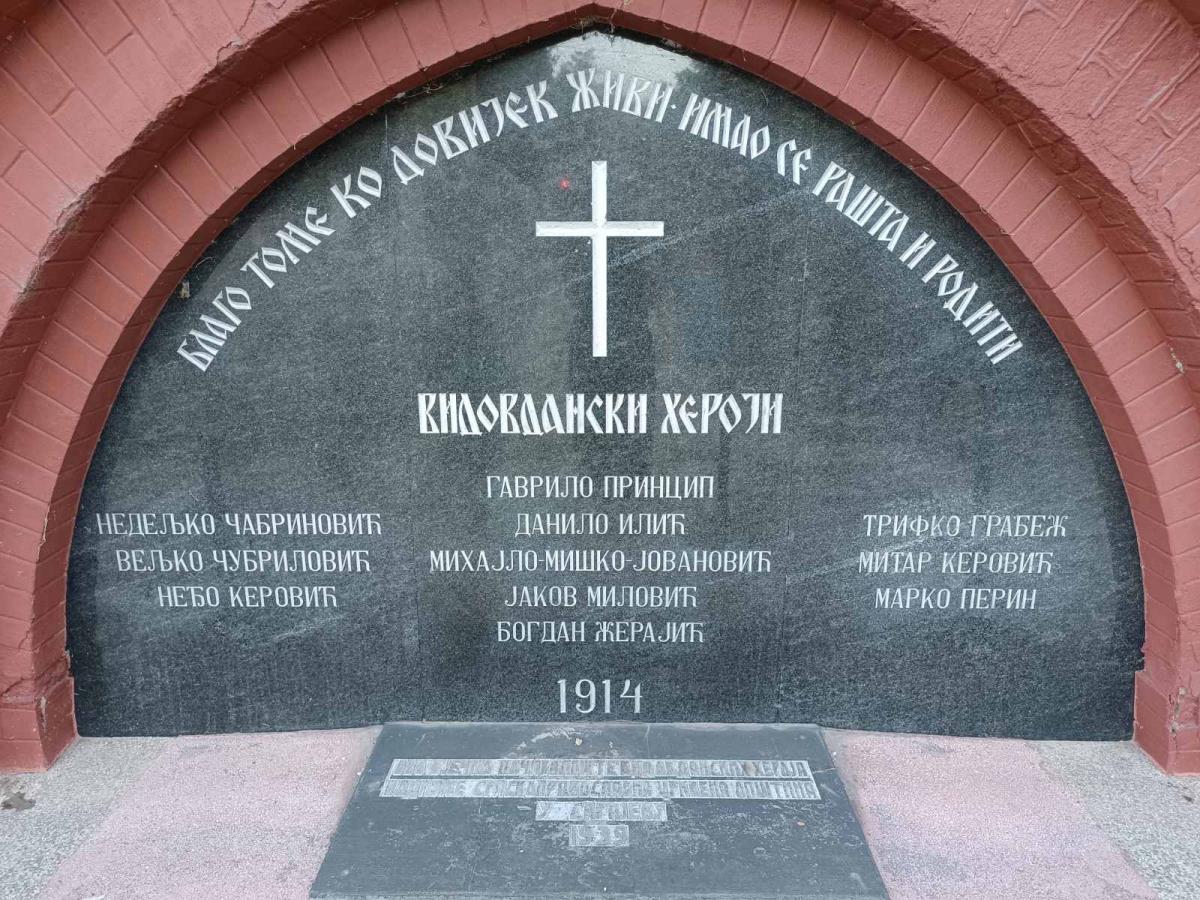 БЛАГО ТОМЕ КО ДОВИЈЕК ЖИВИ· ИМАО СЕ РАШТА И РОДИТИ
ВИДОВДАНСКИ ХЕРОЈИ
ГАВРИЛО ПРИНЦИП
НЕДЕЉКО ЧАБРИНОВИЋ ДАНИЛО ИЛИЋ ТРИФКО ГРАБЕЖ
ВЕЉКО ЧУБРИЛОВИЋ МИХАЈЛО-МИШКО-ЈОВАНОВИЋ МИТАР КЕРОВИЋ
НЕЂО КЕРОВИЋ ЈАКОВ МИЛОВИЋ МАРКО ПЕРИН
БОГДАН ЖЕРАЈИЋ
1914
1939